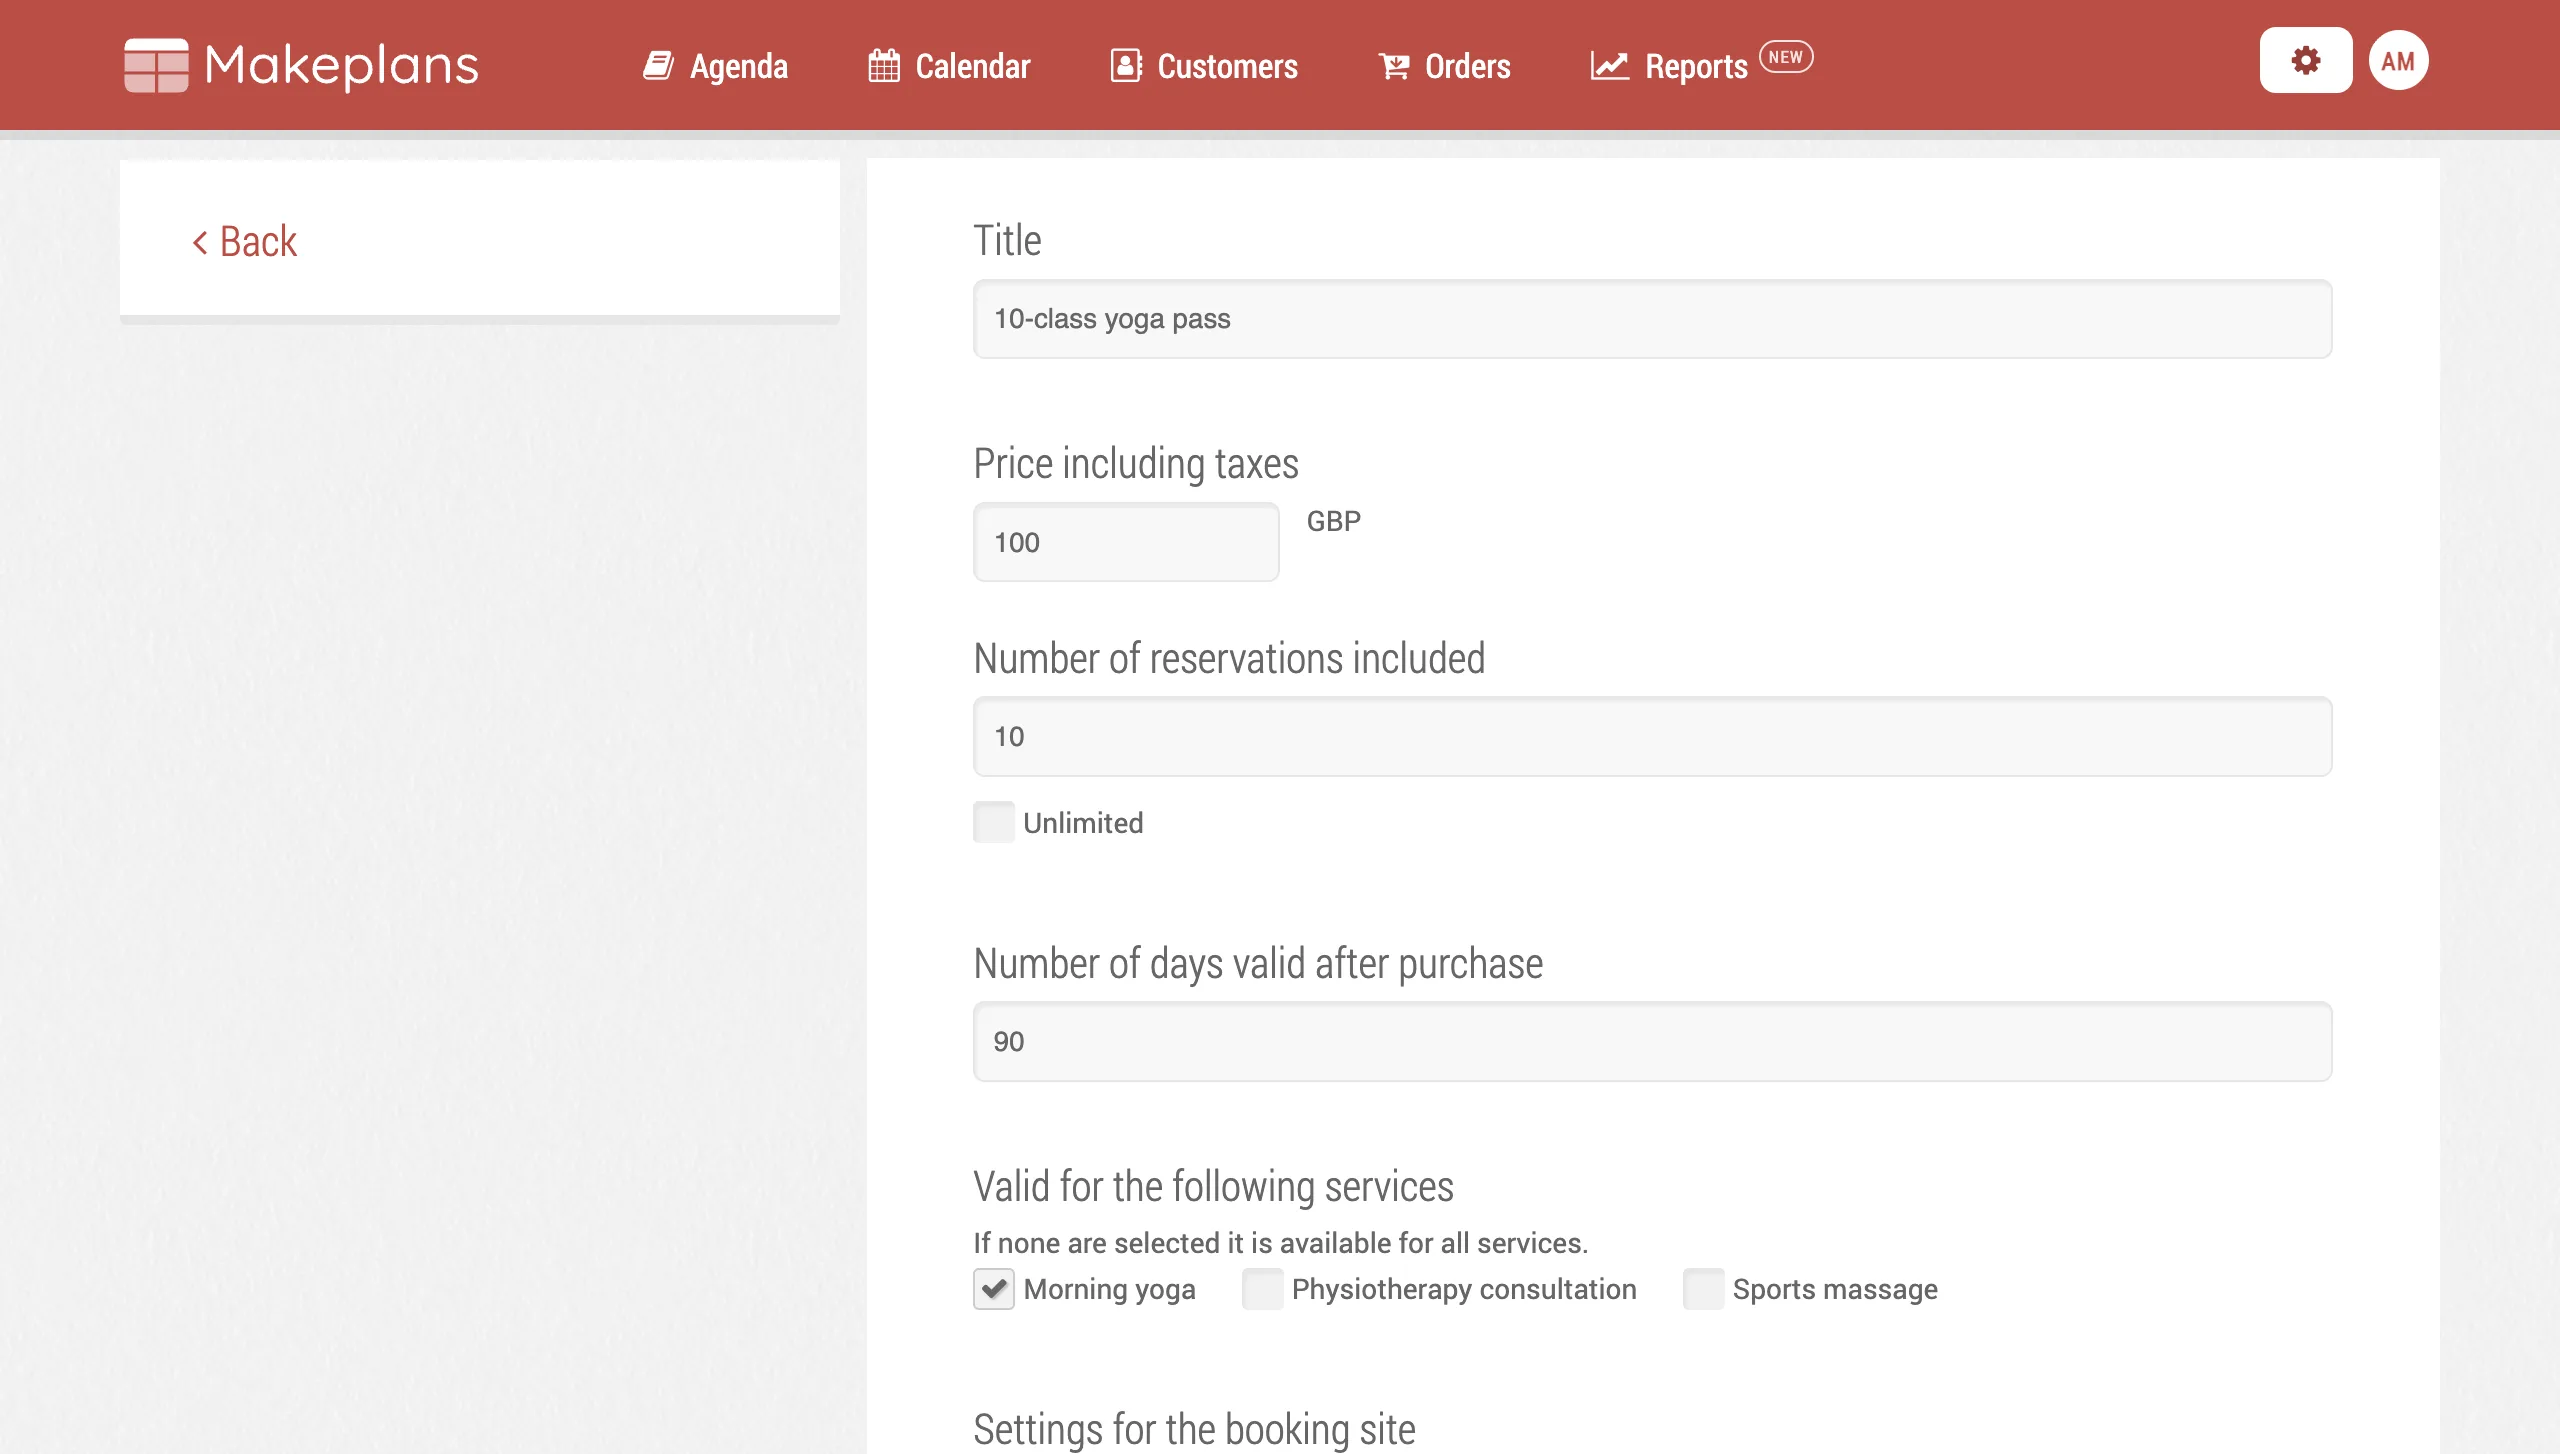 Makeplans
Agenda
Calendar
Customers
Orders
Reports NEW
AM
Back
Title
10-class yoga pass
Price including taxes
100 GBP
Number of reservations included
10
Unlimited
Number of days valid after purchase
90
Valid for the following services
If none are selected it is available for all services.
Morning yoga Physiotherapy consultation Sports massage
Settings for the booking site